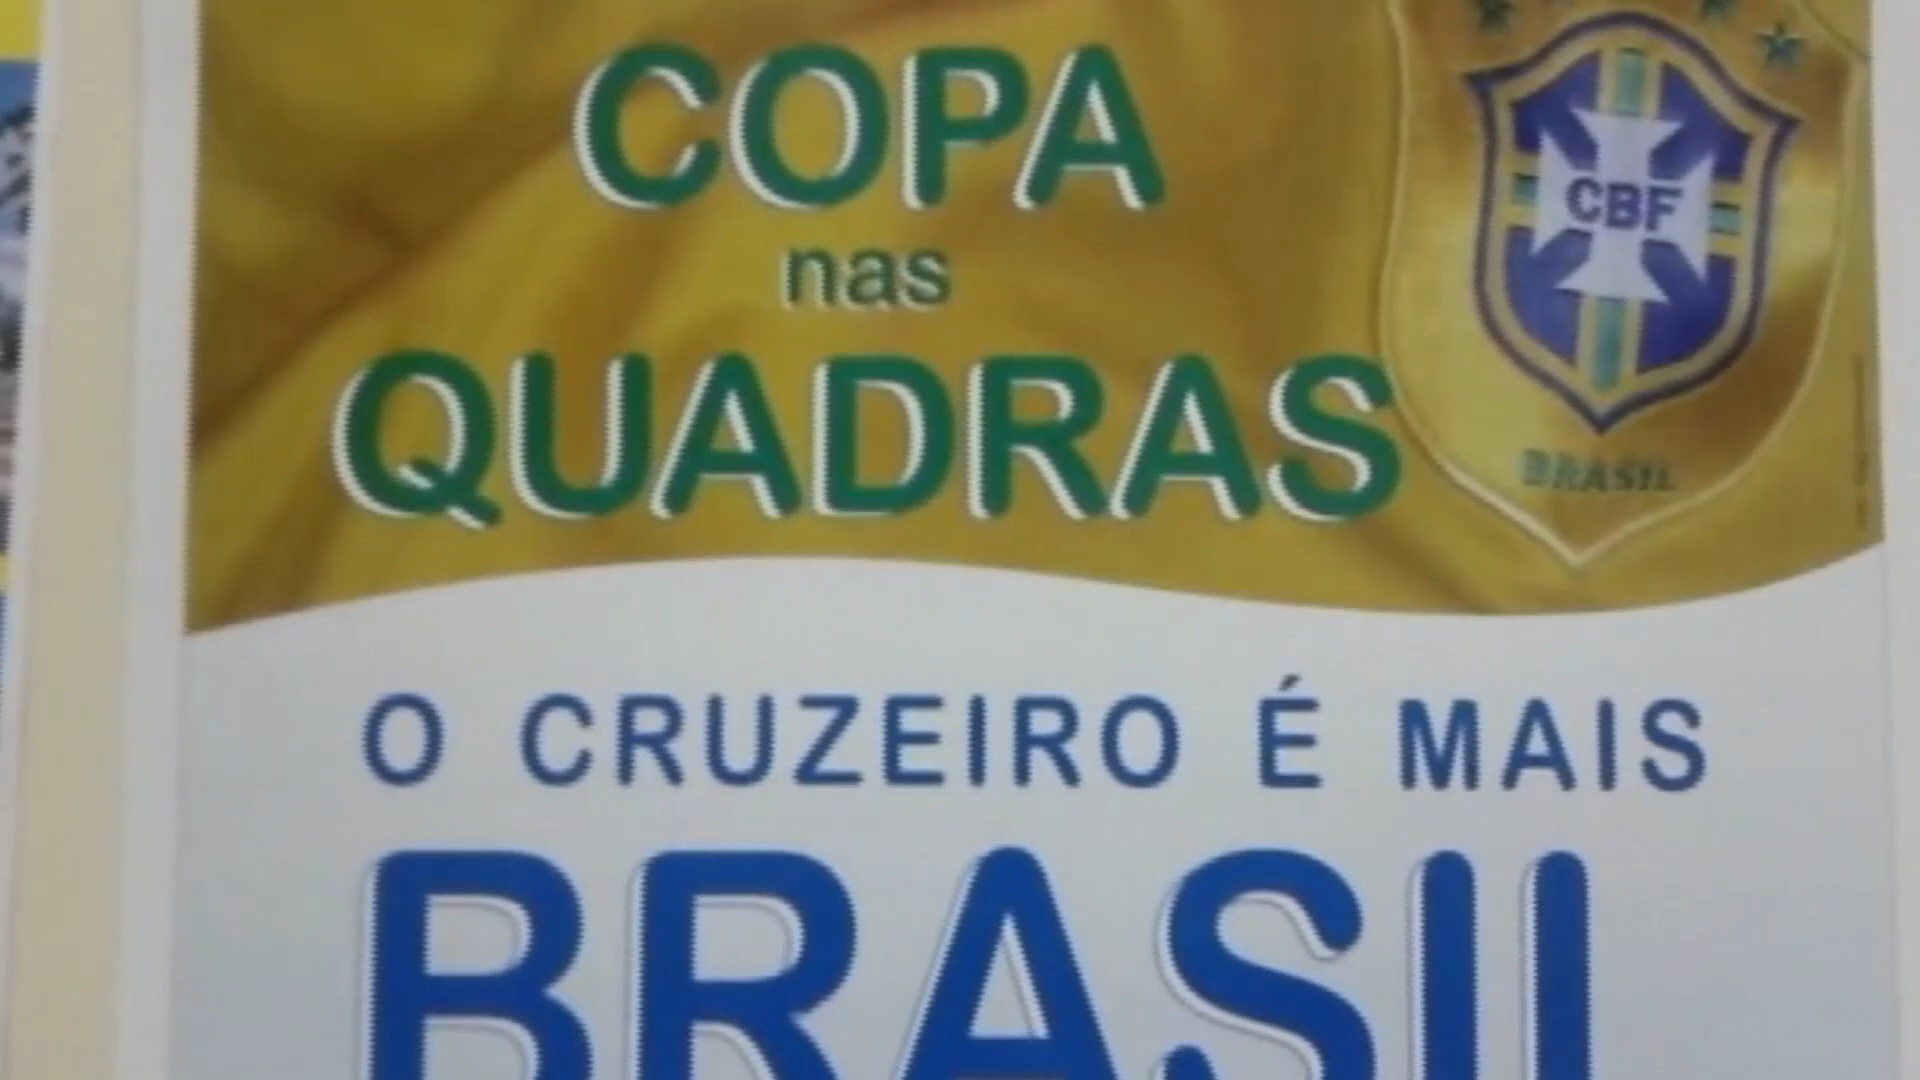 COPA
nas
QUADRAS
CBF
BRASIL
O CRUZEIRO É MAIS
BRASIL